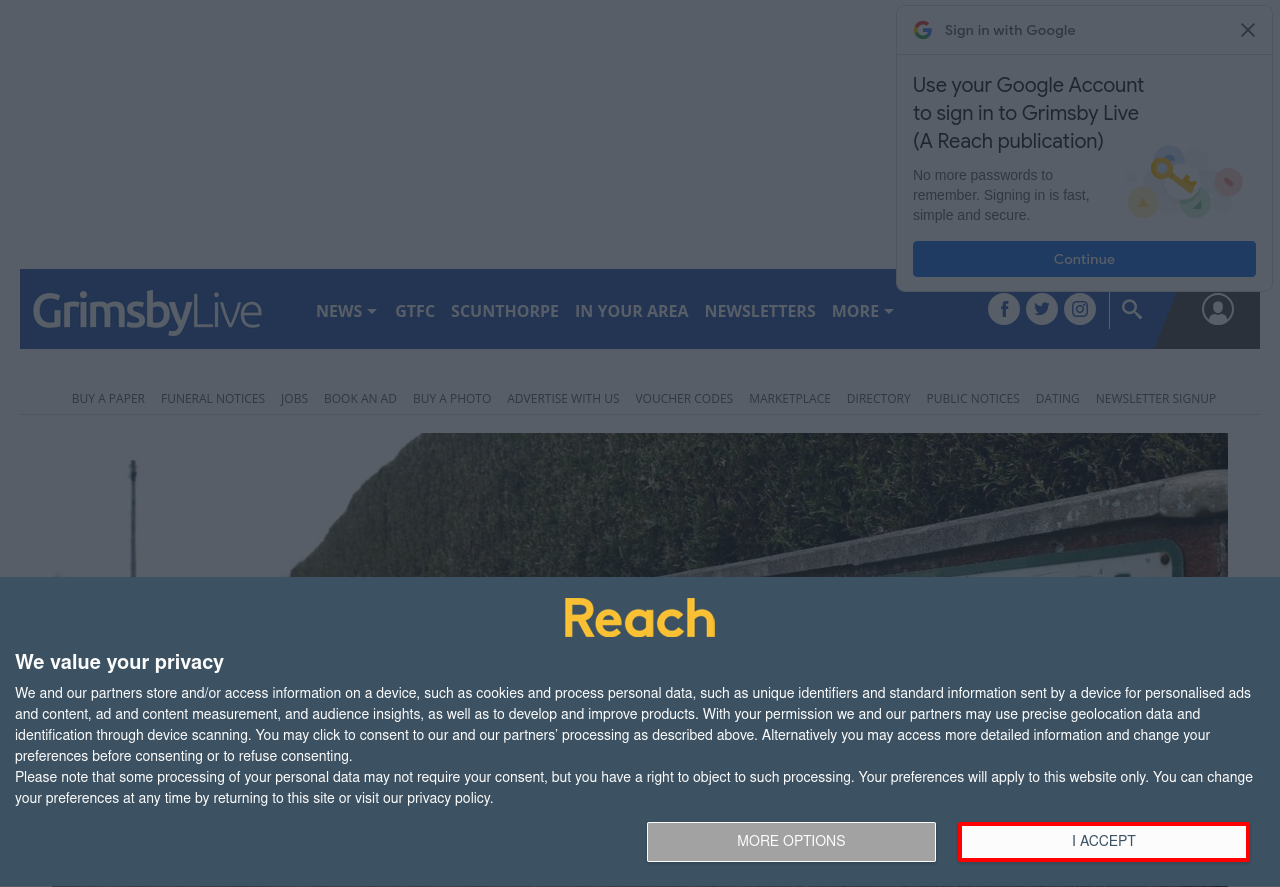 Sign in with Google
Use your Google Account
to sign in to Grimsby Live
(A Reach publication)
No more passwords to
remember. Signing in is fast,
simple and secure.
Continue
GrimsbyLive
NEWS GTFC SCUNTHORPE IN YOUR AREA NEWSLETTERS MORE
BUY A PAPER FUNERAL NOTICES JOBS BOOK AN AD BUY A PHOTO ADVERTISE WITH US VOUCHER CODES MARKETPLACE DIRECTORY PUBLIC NOTICES DATING NEWSLETTER SIGNUP
Reach
We value your privacy
We and our partners store and/or access information on a device, such as cookies and process personal data, such as unique identifiers and standard information sent by a device for personalised ads
and content, ad and content measurement, and audience insights, as well as to develop and improve products. With your permission we and our partners may use precise geolocation data and
identification through device scanning. You may click to consent to our and our partners’ processing as described above. Alternatively you may access more detailed information and change your
preferences before consenting or to refuse consenting.
Please note that some processing of your personal data may not require your consent, but you have a right to object to such processing. Your preferences will apply to this website only. You can change
your preferences at any time by returning to this site or visit our privacy policy.
MORE OPTIONS I ACCEPT